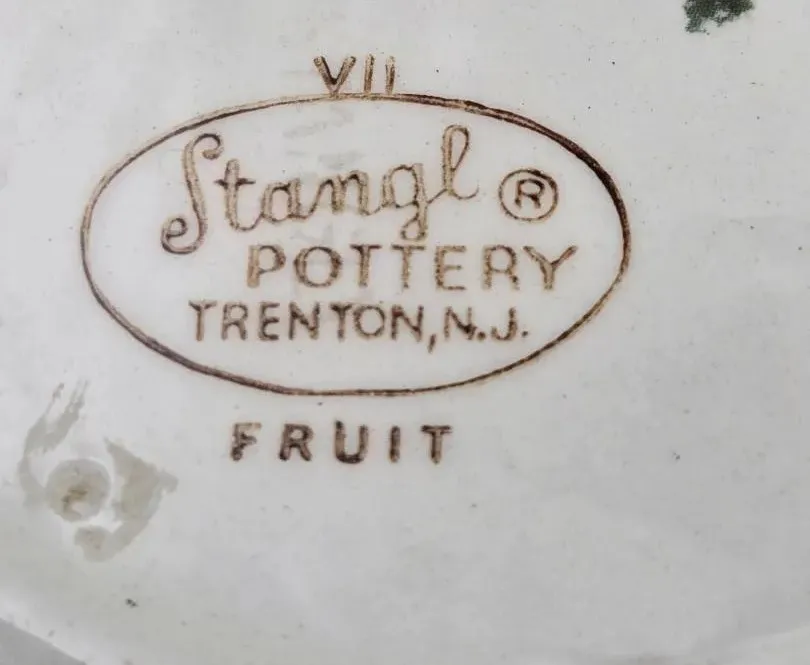 VII
Stangl ®
POTTERY
TRENTON, N.J.
FRUIT